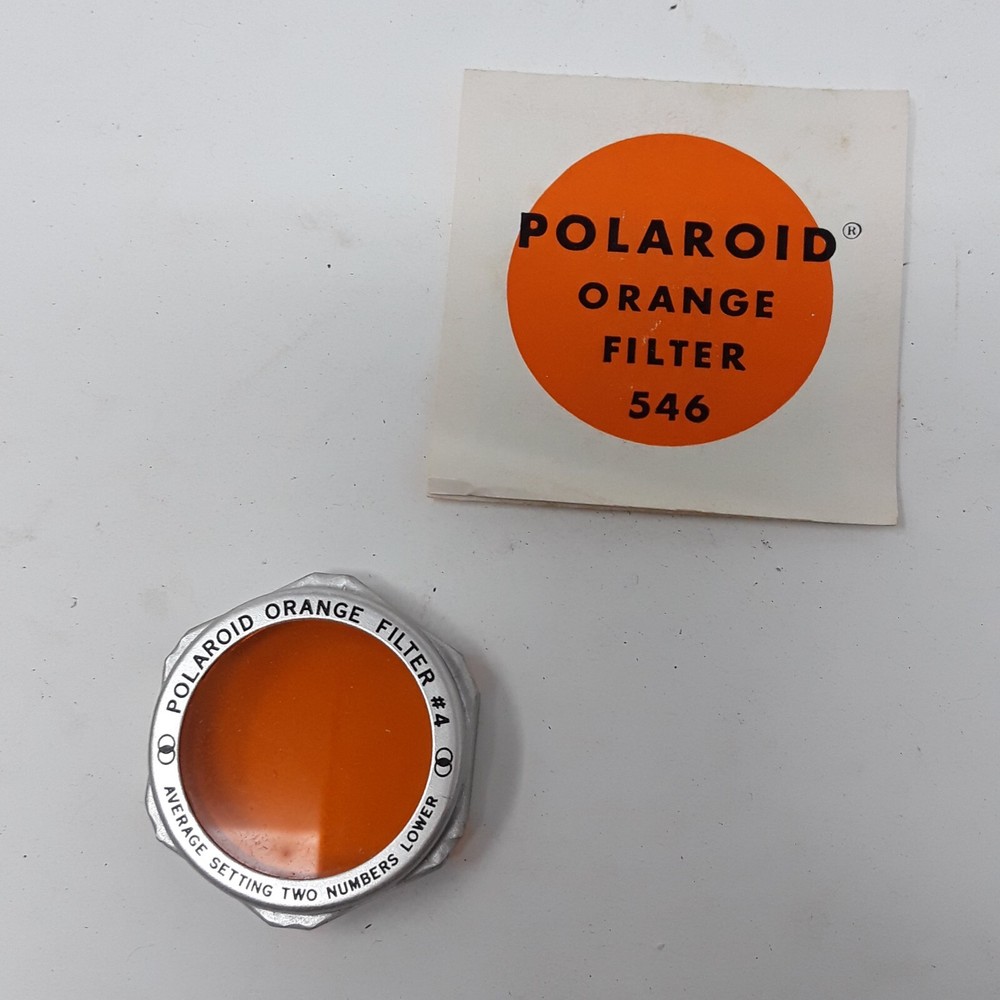 POLAROID®
ORANGE
FILTER
546
POLAROID ORANGE FILTER #4
AVERAGE SETTING TWO NUMBERS LOWER